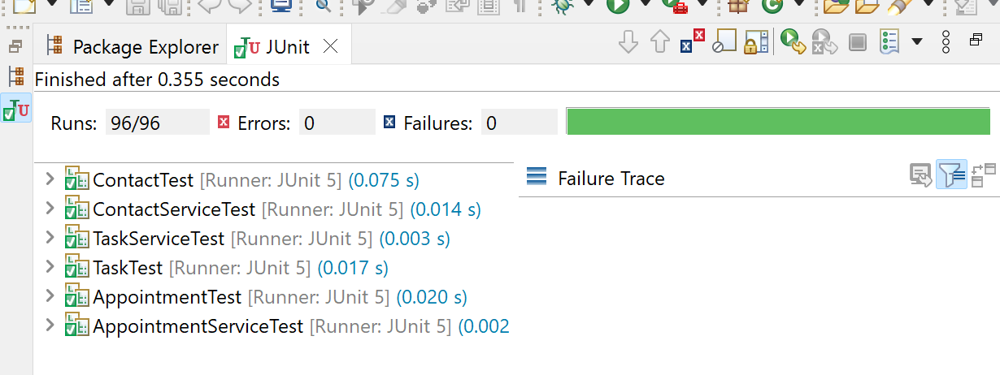 Package Explorer JUnit
Finished after 0.355 seconds
Runs: 96/96 Errors: 0 Failures: 0
ContactTest [Runner: JUnit 5] (0.075 s)
Failure Trace
ContactServiceTest [Runner: JUnit 5] (0.014 s)
TaskServiceTest [Runner: JUnit 5] (0.003 s)
TaskTest [Runner: JUnit 5] (0.017 s)
AppointmentTest [Runner: JUnit 5] (0.020 s)
AppointmentServiceTest [Runner: JUnit 5] (0.002